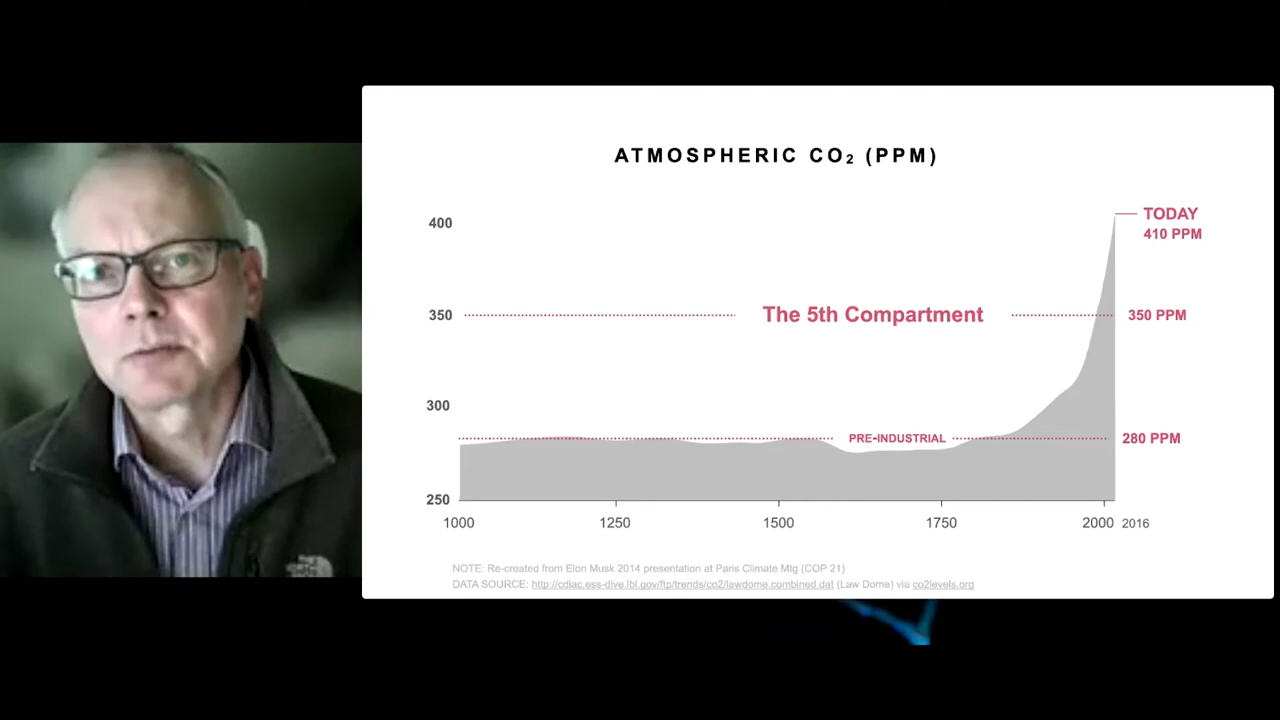 ATMOSPHERIC CO₂ (PPM)
400
TODAY
410 PPM
350
The 5th Compartment
350 PPM
300
PRE-INDUSTRIAL
280 PPM
250
1000
1250
1500
1750
2000
2016
NOTE: Re-created from Elon Musk 2014 presentation at Paris Climate Mtg (COP 21)
DATA SOURCE: http://cdiac.ess-dive.lbl.gov/ftp/trends/co2/lawdome.combined.dat (Law Dome) via co2levels.org